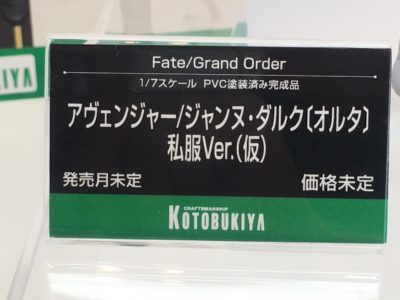 Fate/Grand Order
1/7スケール PVC塗装済み完成品
アヴェンジャー/ジャンヌ・ダルク〔オルタ〕
私服Ver.(仮)
発売月未定 価格未定
CRAFTSMANSHIP
KOTOBUKIYA
KIYA